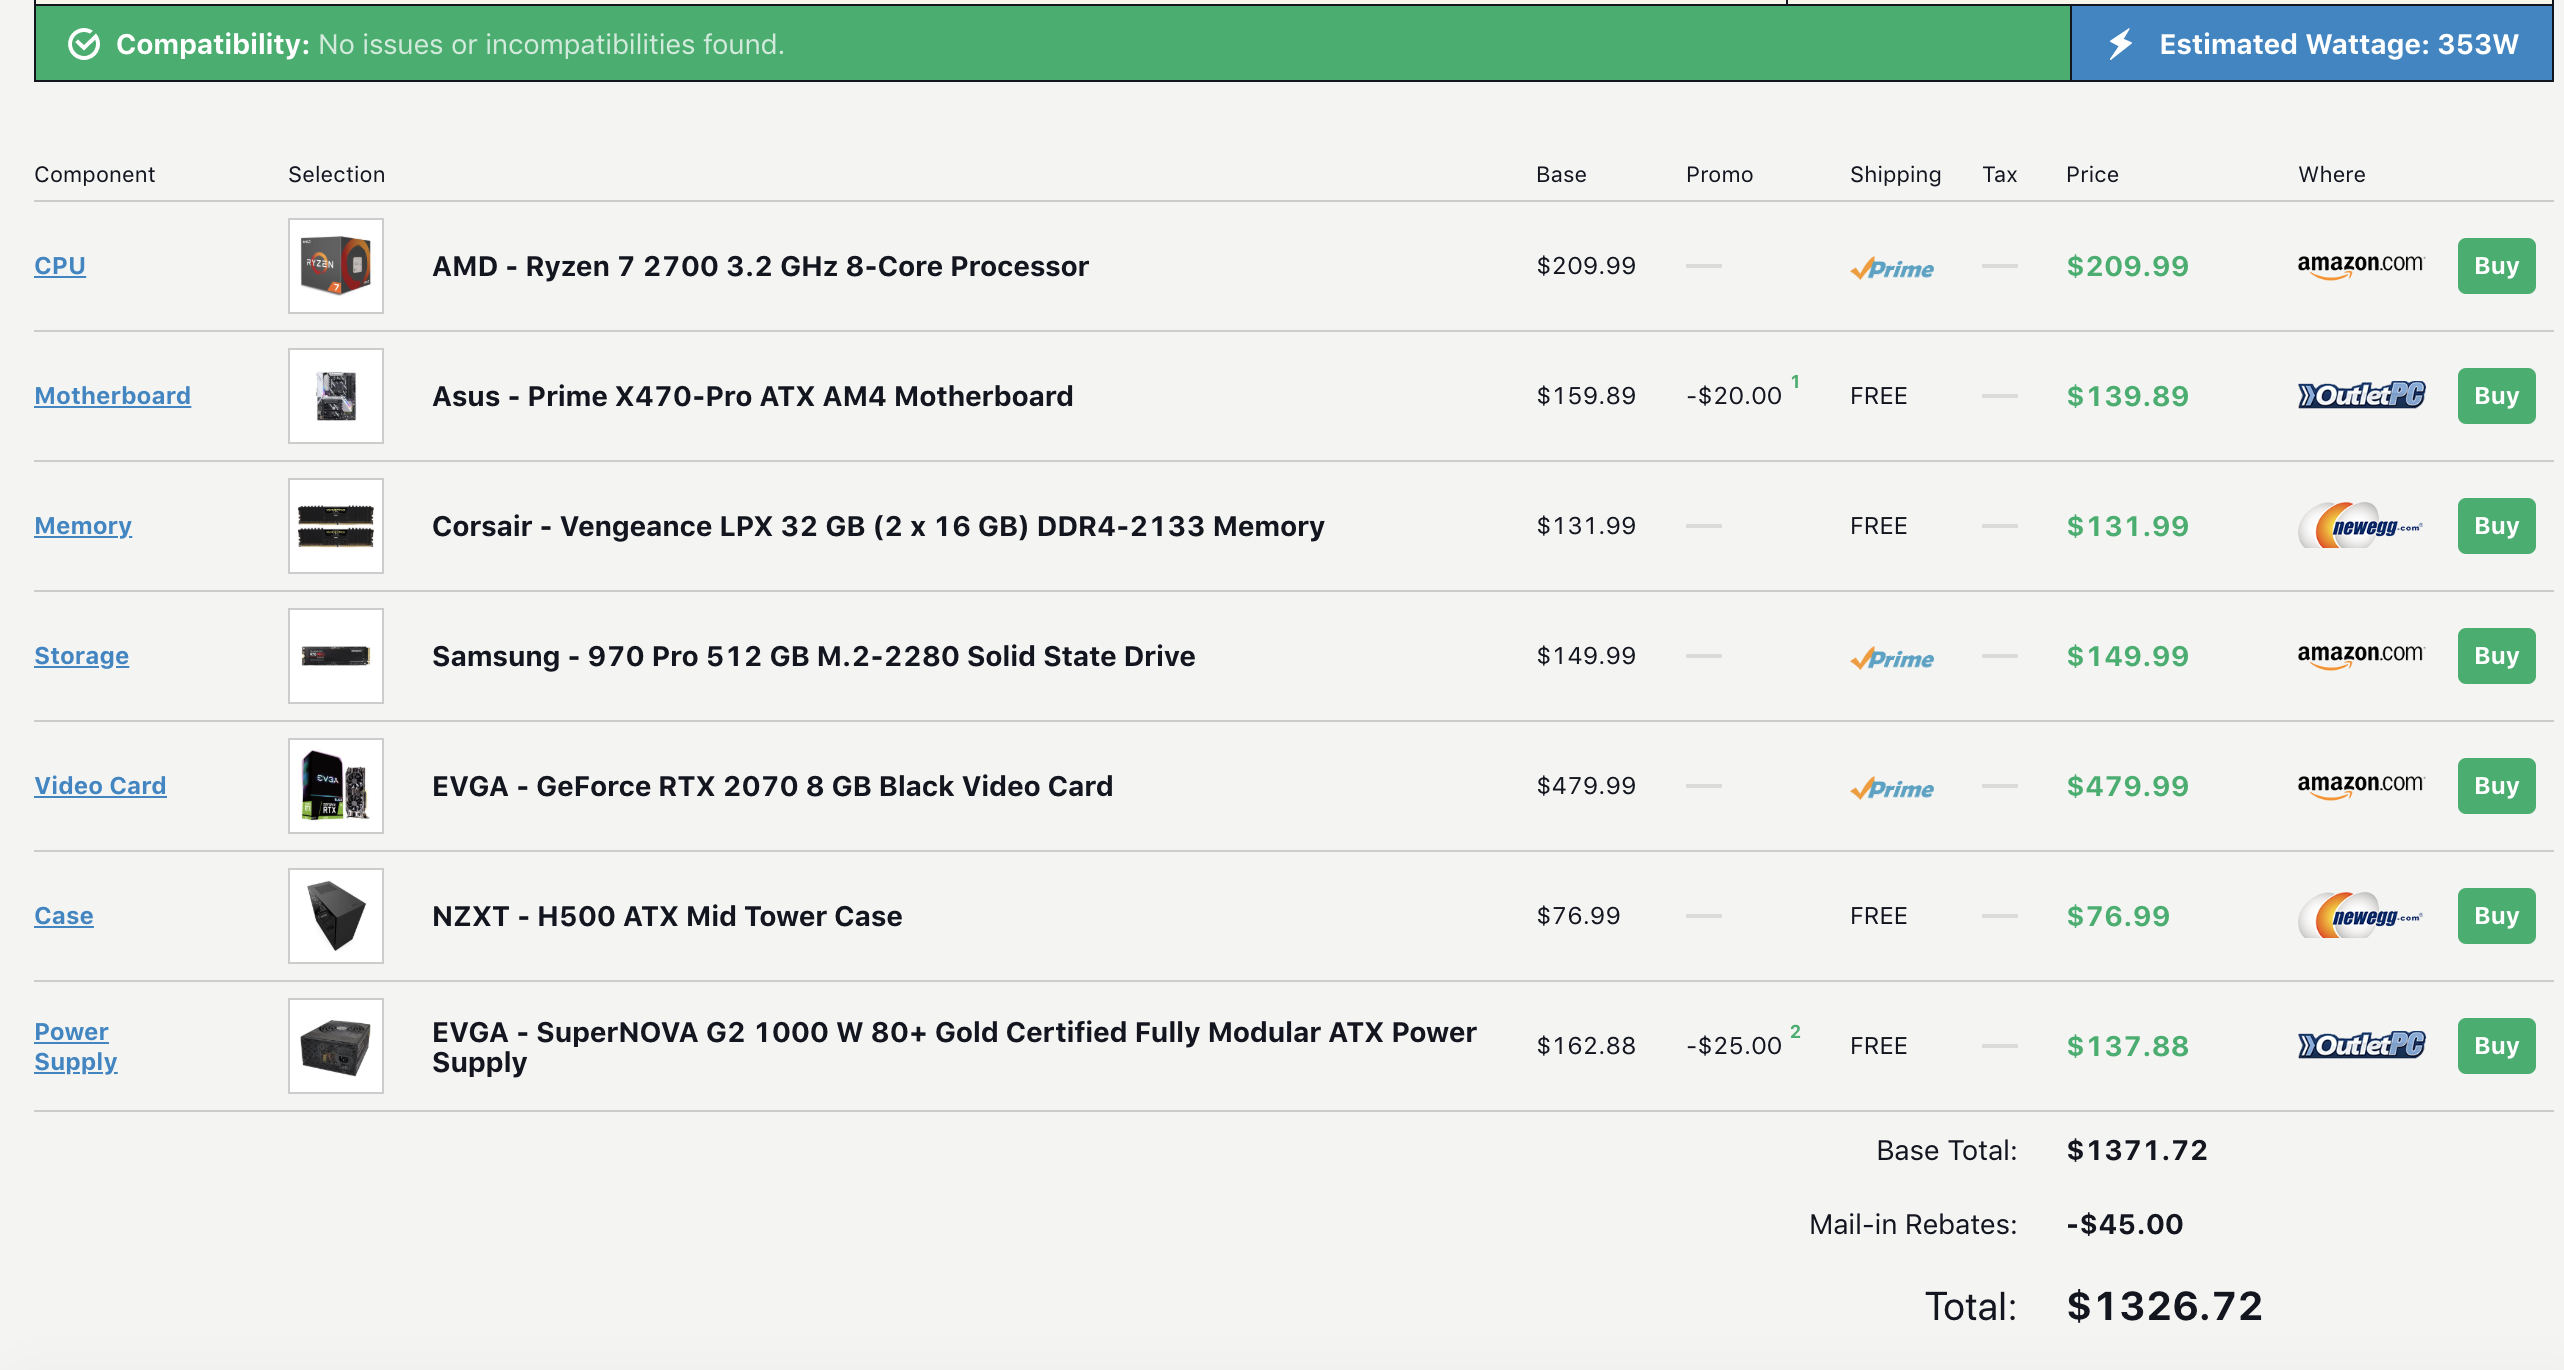 Compatibility: No issues or incompatibilities found.
Estimated Wattage: 353W
Component Selection Base Promo Shipping Tax Price Where
CPU RYZEN 7 AMD - Ryzen 7 2700 3.2 GHz 8-Core Processor $209.99 — Prime — $209.99 amazon.com Buy
Motherboard Asus - Prime X470-Pro ATX AM4 Motherboard $159.89 -$20.00 1 FREE — $139.89 OutletPC Buy
Memory Corsair - Vengeance LPX 32 GB (2 x 16 GB) DDR4-2133 Memory $131.99 — FREE — $131.99 newegg.com Buy
Storage Samsung - 970 Pro 512 GB M.2-2280 Solid State Drive $149.99 — Prime — $149.99 amazon.com Buy
Video Card EVGA RTX EVGA - GeForce RTX 2070 8 GB Black Video Card $479.99 — Prime — $479.99 amazon.com Buy
Case NZXT - H500 ATX Mid Tower Case $76.99 — FREE — $76.99 newegg.com Buy
Power
Supply
EVGA - SuperNOVA G2 1000 W 80+ Gold Certified Fully Modular ATX Power
Supply
$162.88 -$25.00 2 FREE — $137.88 OutletPC Buy
Base Total: $1371.72
Mail-in Rebates: -$45.00
Total: $1326.72